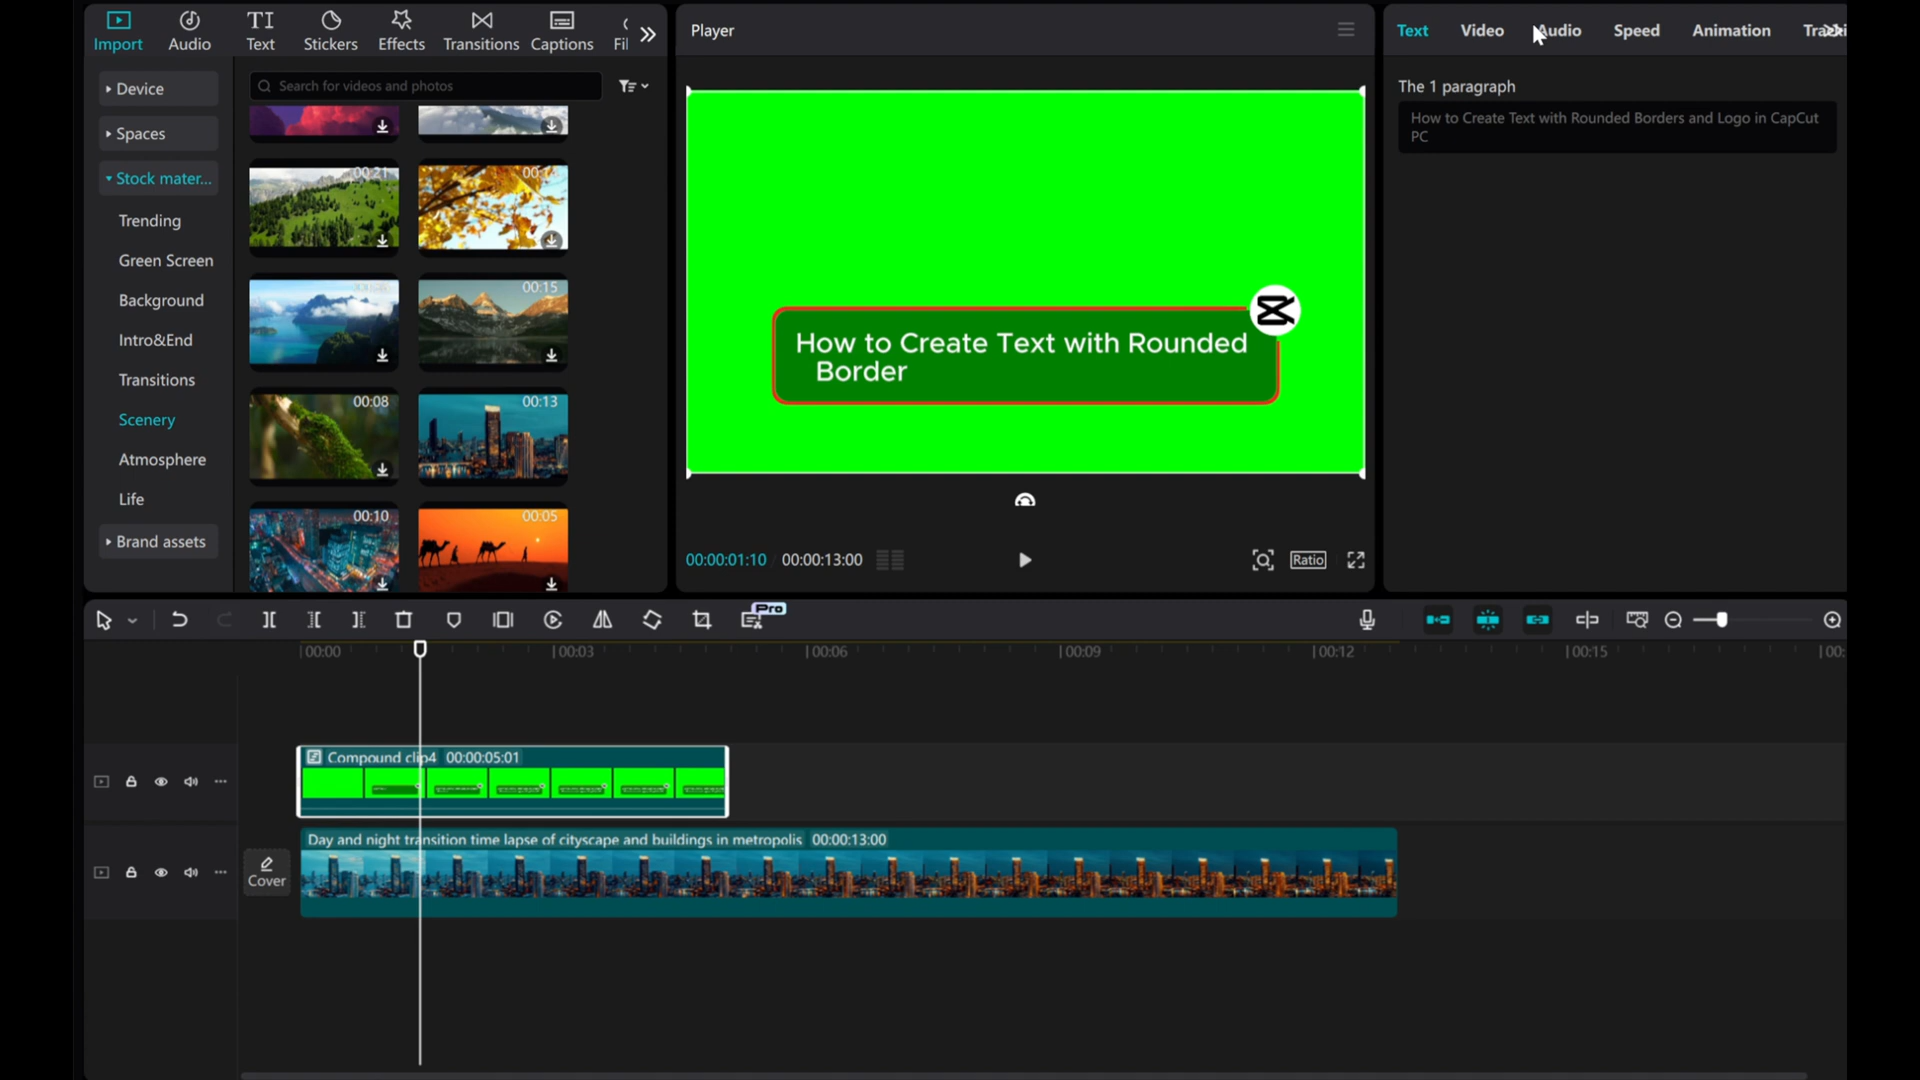 Import
Audio
Text
Stickers
Effects
Transitions
Captions
Fil
Player
Text
Video
Audio
Speed
Animation
Device
Spaces
Stock mater...
Trending
Green Screen
Background
Intro&End
Transitions
Scenery
Atmosphere
Life
Brand assets
Search for videos and photos
00:21
00:15
00:08
00:13
00:10
00:05
The 1 paragraph
How to Create Text with Rounded Borders and Logo in CapCut
PC
How to Create Text with Rounded
Border
00:00:01:10
00:00:13:00
Ratio
Pro
00:00
00:03
00:06
00:09
00:12
00:15
00:
Compound clip4 00:00:05:01
Day and night transition time lapse of cityscape and buildings in metropolis 00:00:13:00
Cover